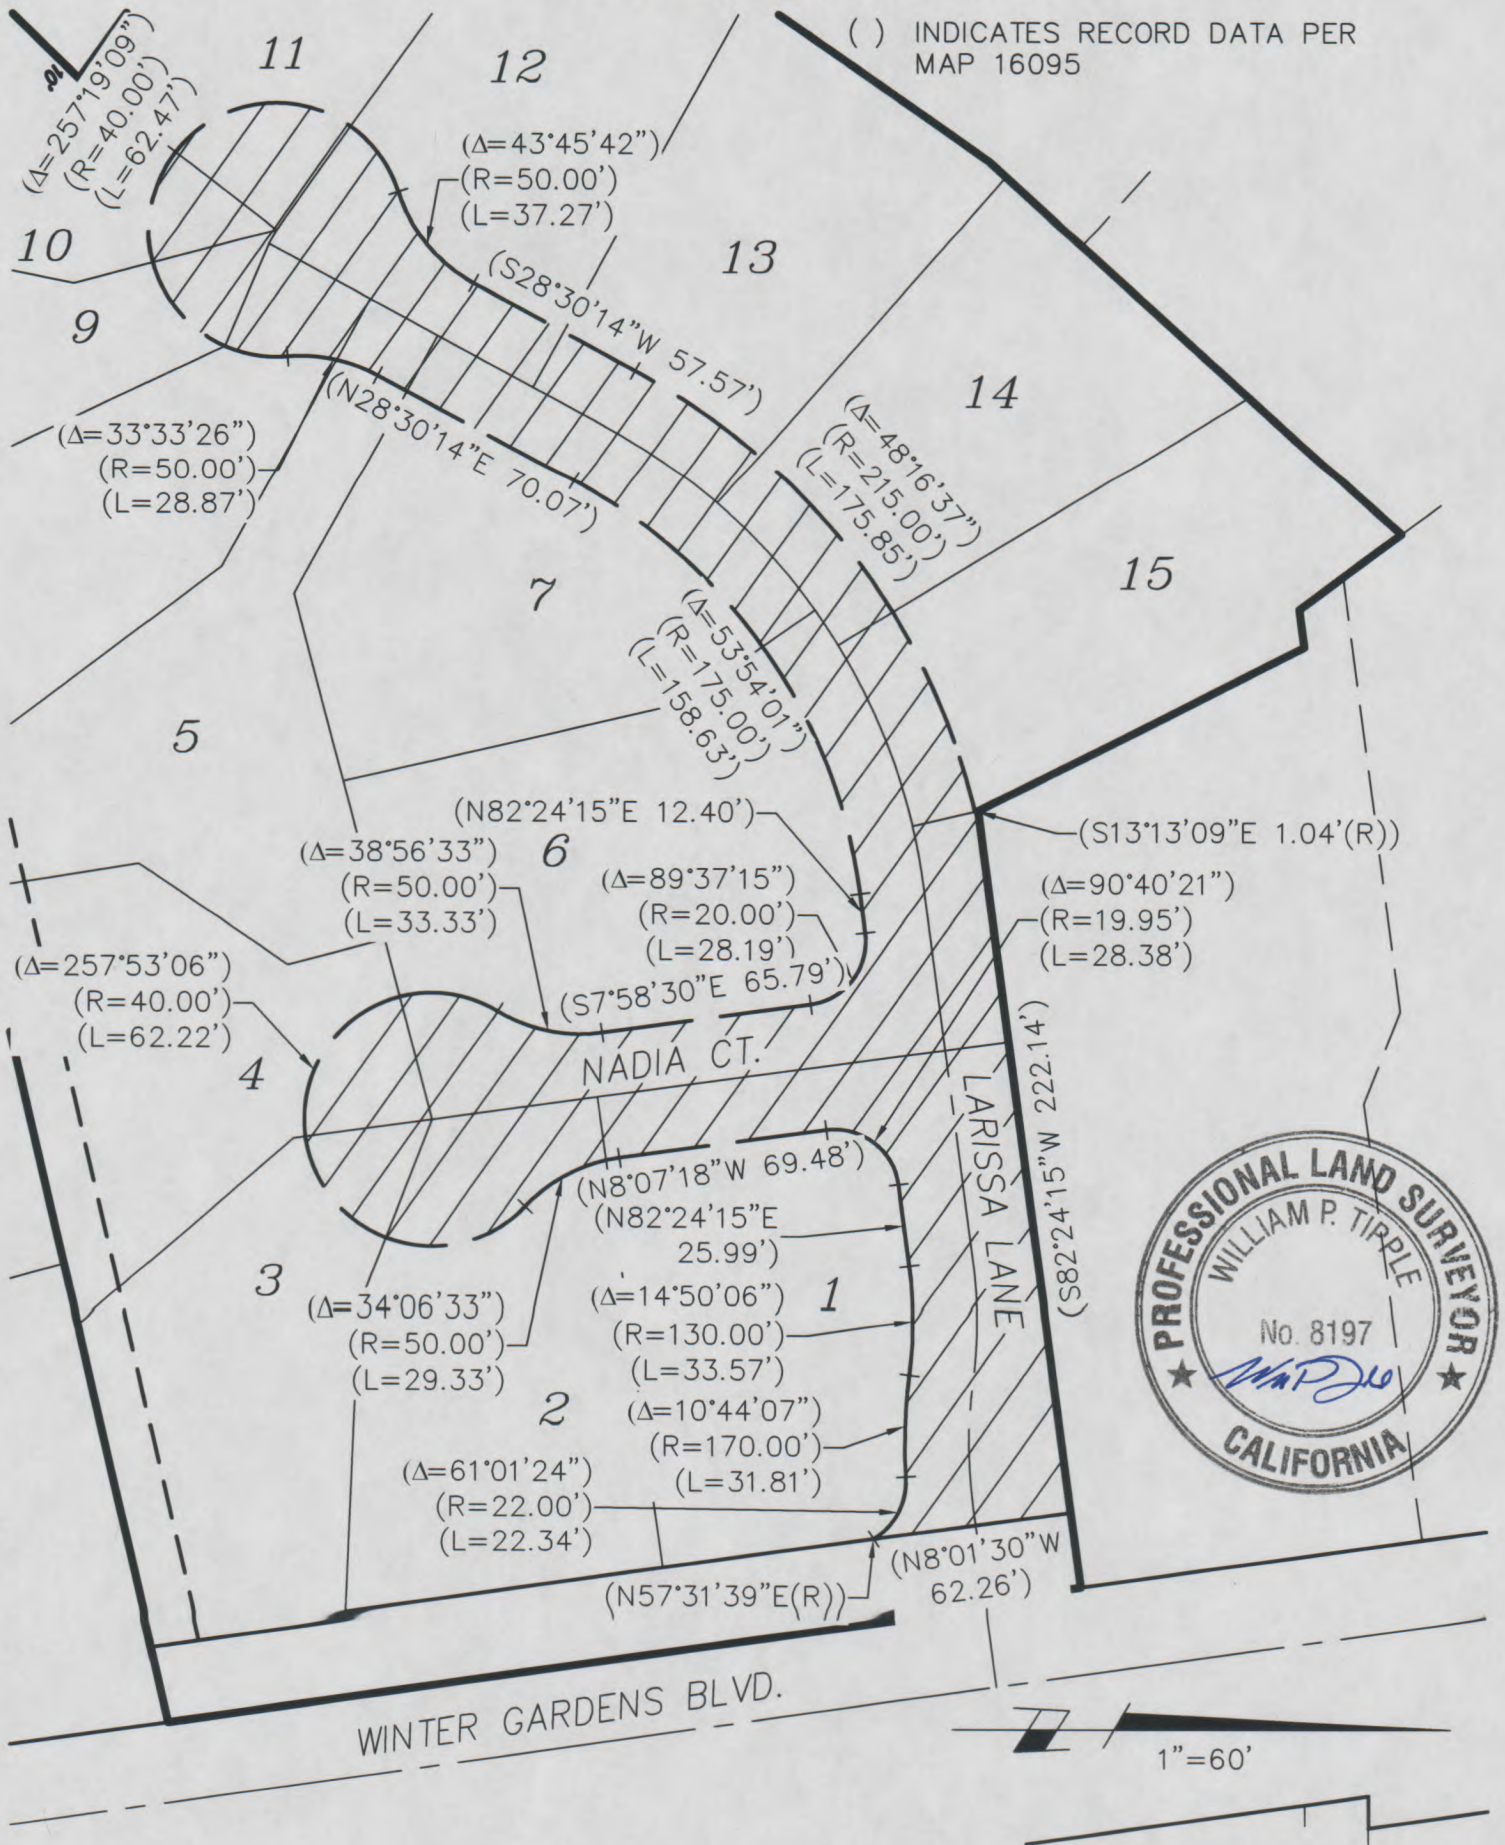 ( ) INDICATES RECORD DATA PER
MAP 16095
10'
(Δ=257°19'09")
(R=40.00')
(L=62.47')
11
12
(Δ=43°45'42")
(R=50.00')
(L=37.27')
10
9
13
(S28°30'14"W 57.57')
(N28°30'14"E 70.07')
14
(Δ=33°33'26")
(R=50.00')
(L=28.87')
(Δ=48°16'37")
(R=215.00')
(L=175.85')
15
7
(Δ=53°54'01")
(R=175.00')
(L=158.63')
5
(N82°24'15"E 12.40')
(S13°13'09"E 1.04'(R))
(Δ=38°56'33")
(R=50.00')
(L=33.33')
6
(Δ=89°37'15")
(R=20.00')
(L=28.19')
(Δ=90°40'21")
(R=19.95')
(L=28.38')
(Δ=257°53'06")
(R=40.00')
(L=62.22')
(S7°58'30"E 65.79')
4
NADIA CT.
LARISSA LANE
(S82°24'15"W 222.14')
(N8°07'18"W 69.48')
(N82°24'15"E
25.99')
3
(Δ=34°06'33")
(R=50.00')
(L=29.33')
(Δ=14°50'06")
(R=130.00')
(L=33.57')
1
2
(Δ=10°44'07")
(R=170.00')
(L=31.81')
(Δ=61°01'24")
(R=22.00')
(L=22.34')
(N57°31'39"E(R))
(N8°01'30"W
62.26')
PROFESSIONAL LAND SURVEYOR
WILLIAM P. TIPPLE
No. 8197
CALIFORNIA
WINTER GARDENS BLVD.
1"=60'